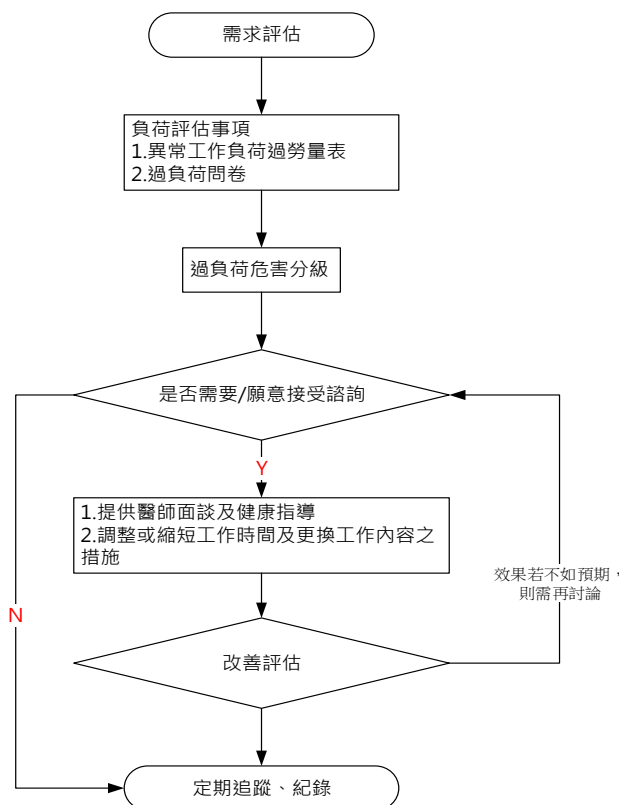 需求評估
負荷評估事項
1.異常工作負荷過勞量表
2.過負荷問卷
過負荷危害分級
是否需要/願意接受諮詢
Y
1.提供醫師面談及健康指導
2.調整或縮短工作時間及更換工作內容之
措施
效果若不如預期，
則需再討論
N
改善評估
定期追蹤、紀錄